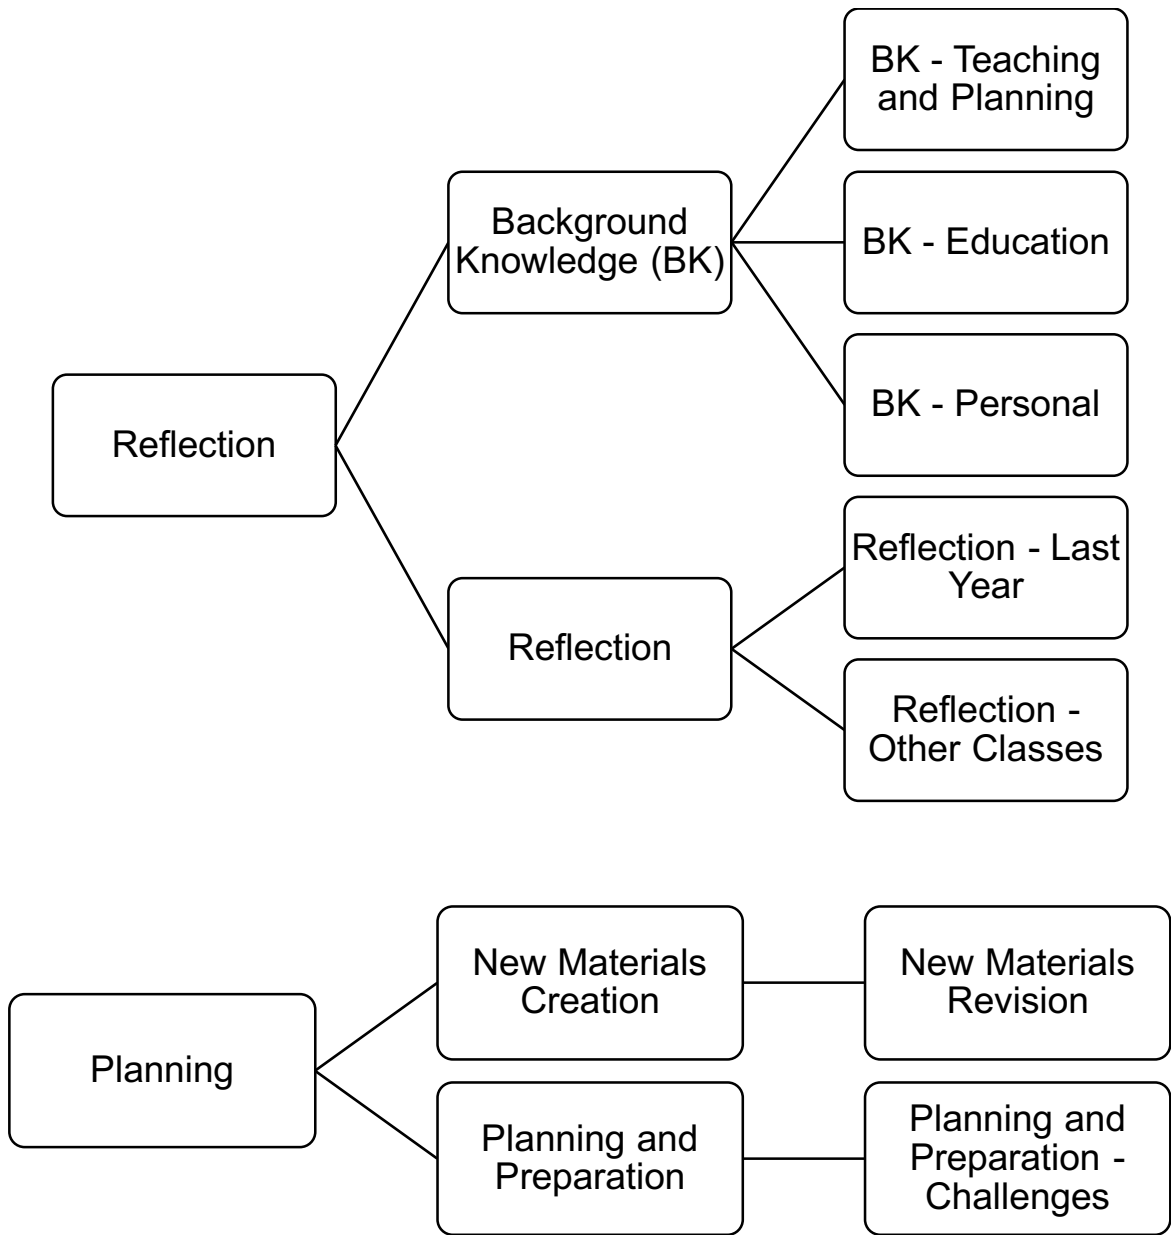 BK - Teaching
and Planning
Background
Knowledge (BK)
BK - Education
BK - Personal
Reflection
Reflection - Last
Year
Reflection
Reflection -
Other Classes
New Materials
Creation
New Materials
Revision
Planning
Planning and
Preparation
Planning and
Preparation -
Challenges